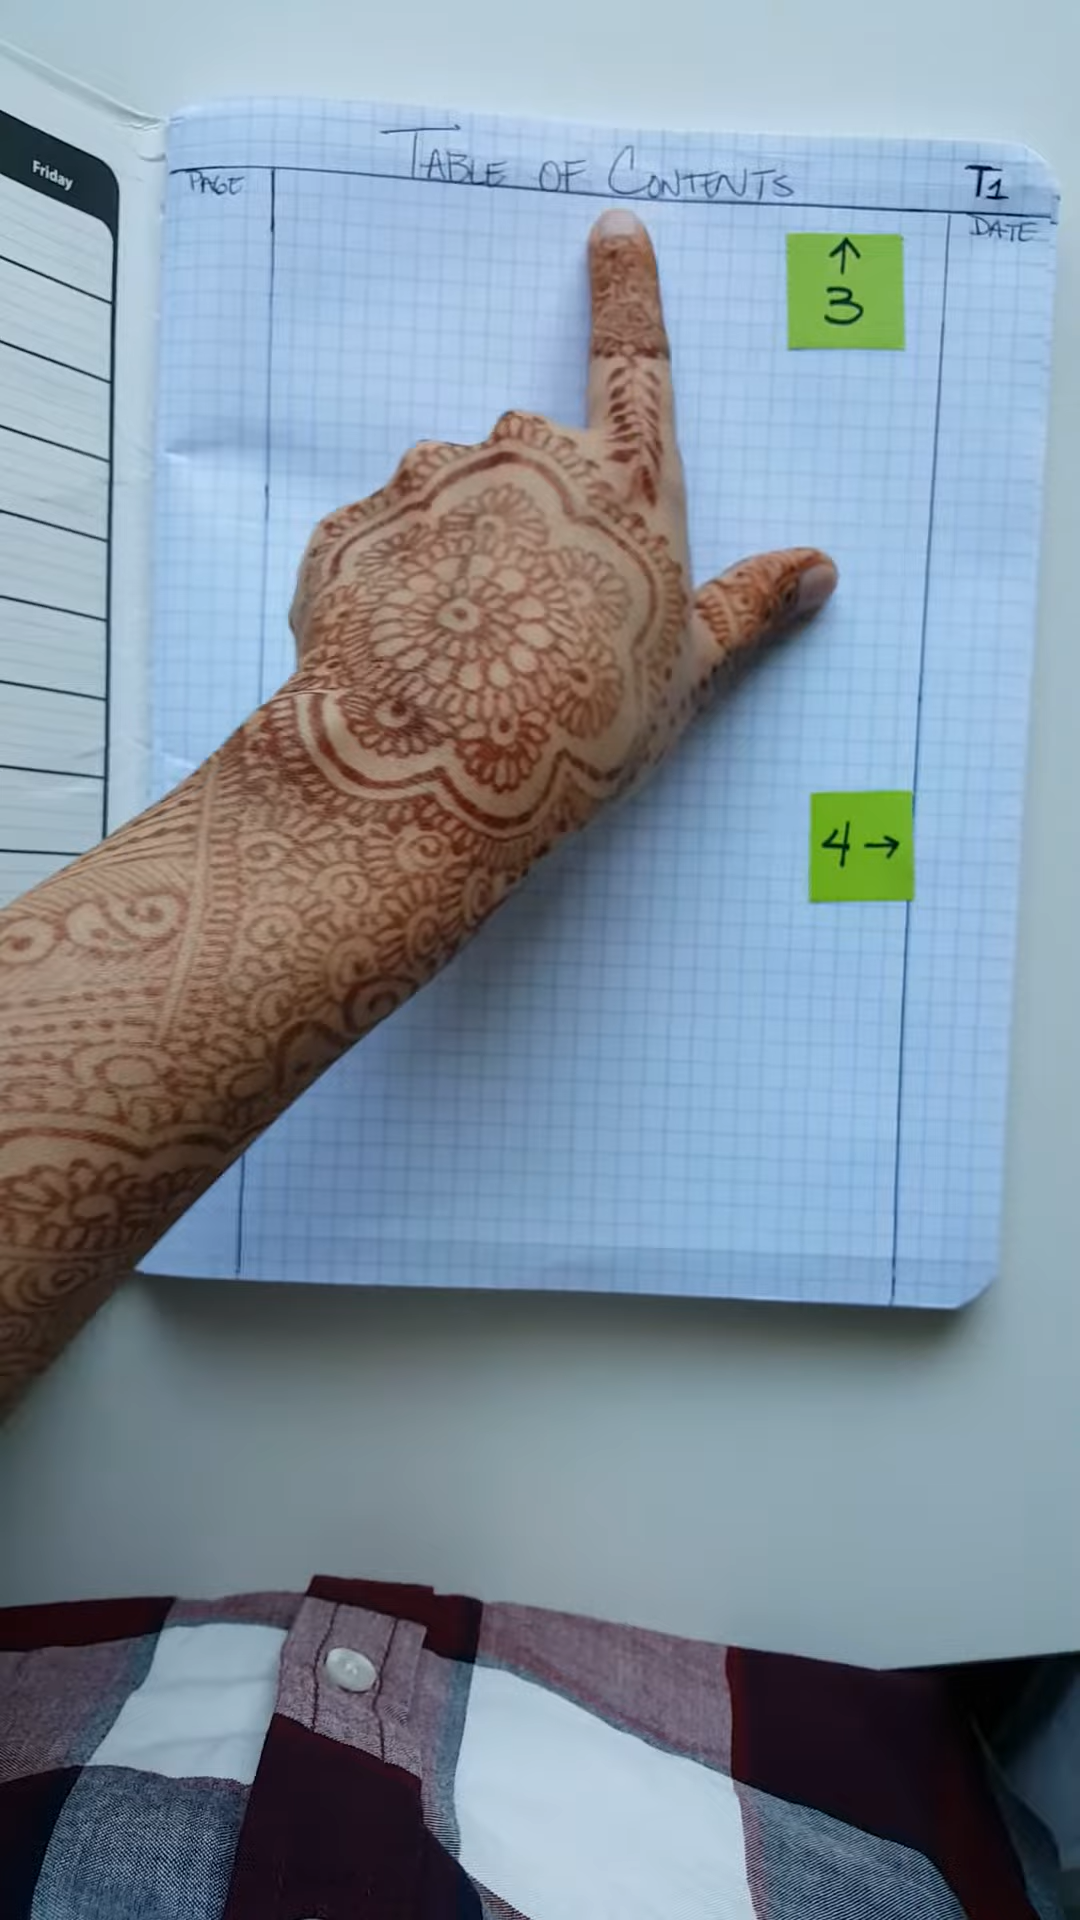 Friday
TABLE OF CONTENTS
T1
PAGE
DATE
↑
3
4→